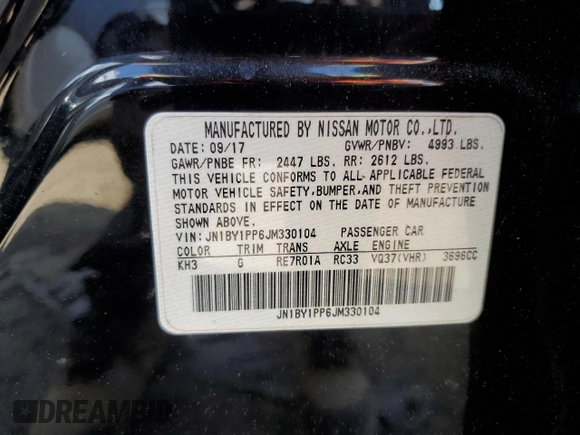 MANUFACTURED BY NISSAN MOTOR CO.,LTD.
DATE: 09/17 GVWR/PNBV: 4993 LBS.
GAWR/PNBE FR: 2447 LBS. RR: 2612 LBS.
THIS VEHICLE CONFORMS TO ALL APPLICABLE FEDERAL
MOTOR VEHICLE SAFETY,BUMPER,AND THEFT PREVENTION
STANDARDS IN EFFECT ON THE DATE OF MANUFACTURE
SHOWN ABOVE.
VIN: JN1BY1PP6JM330104 PASSENGER CAR
COLOR TRIM TRANS AXLE ENGINE
KH3 G RE7R01A RC33 VQ37(VHR) 3696CC
JN1BY1PP6JM330104
DREAMBID